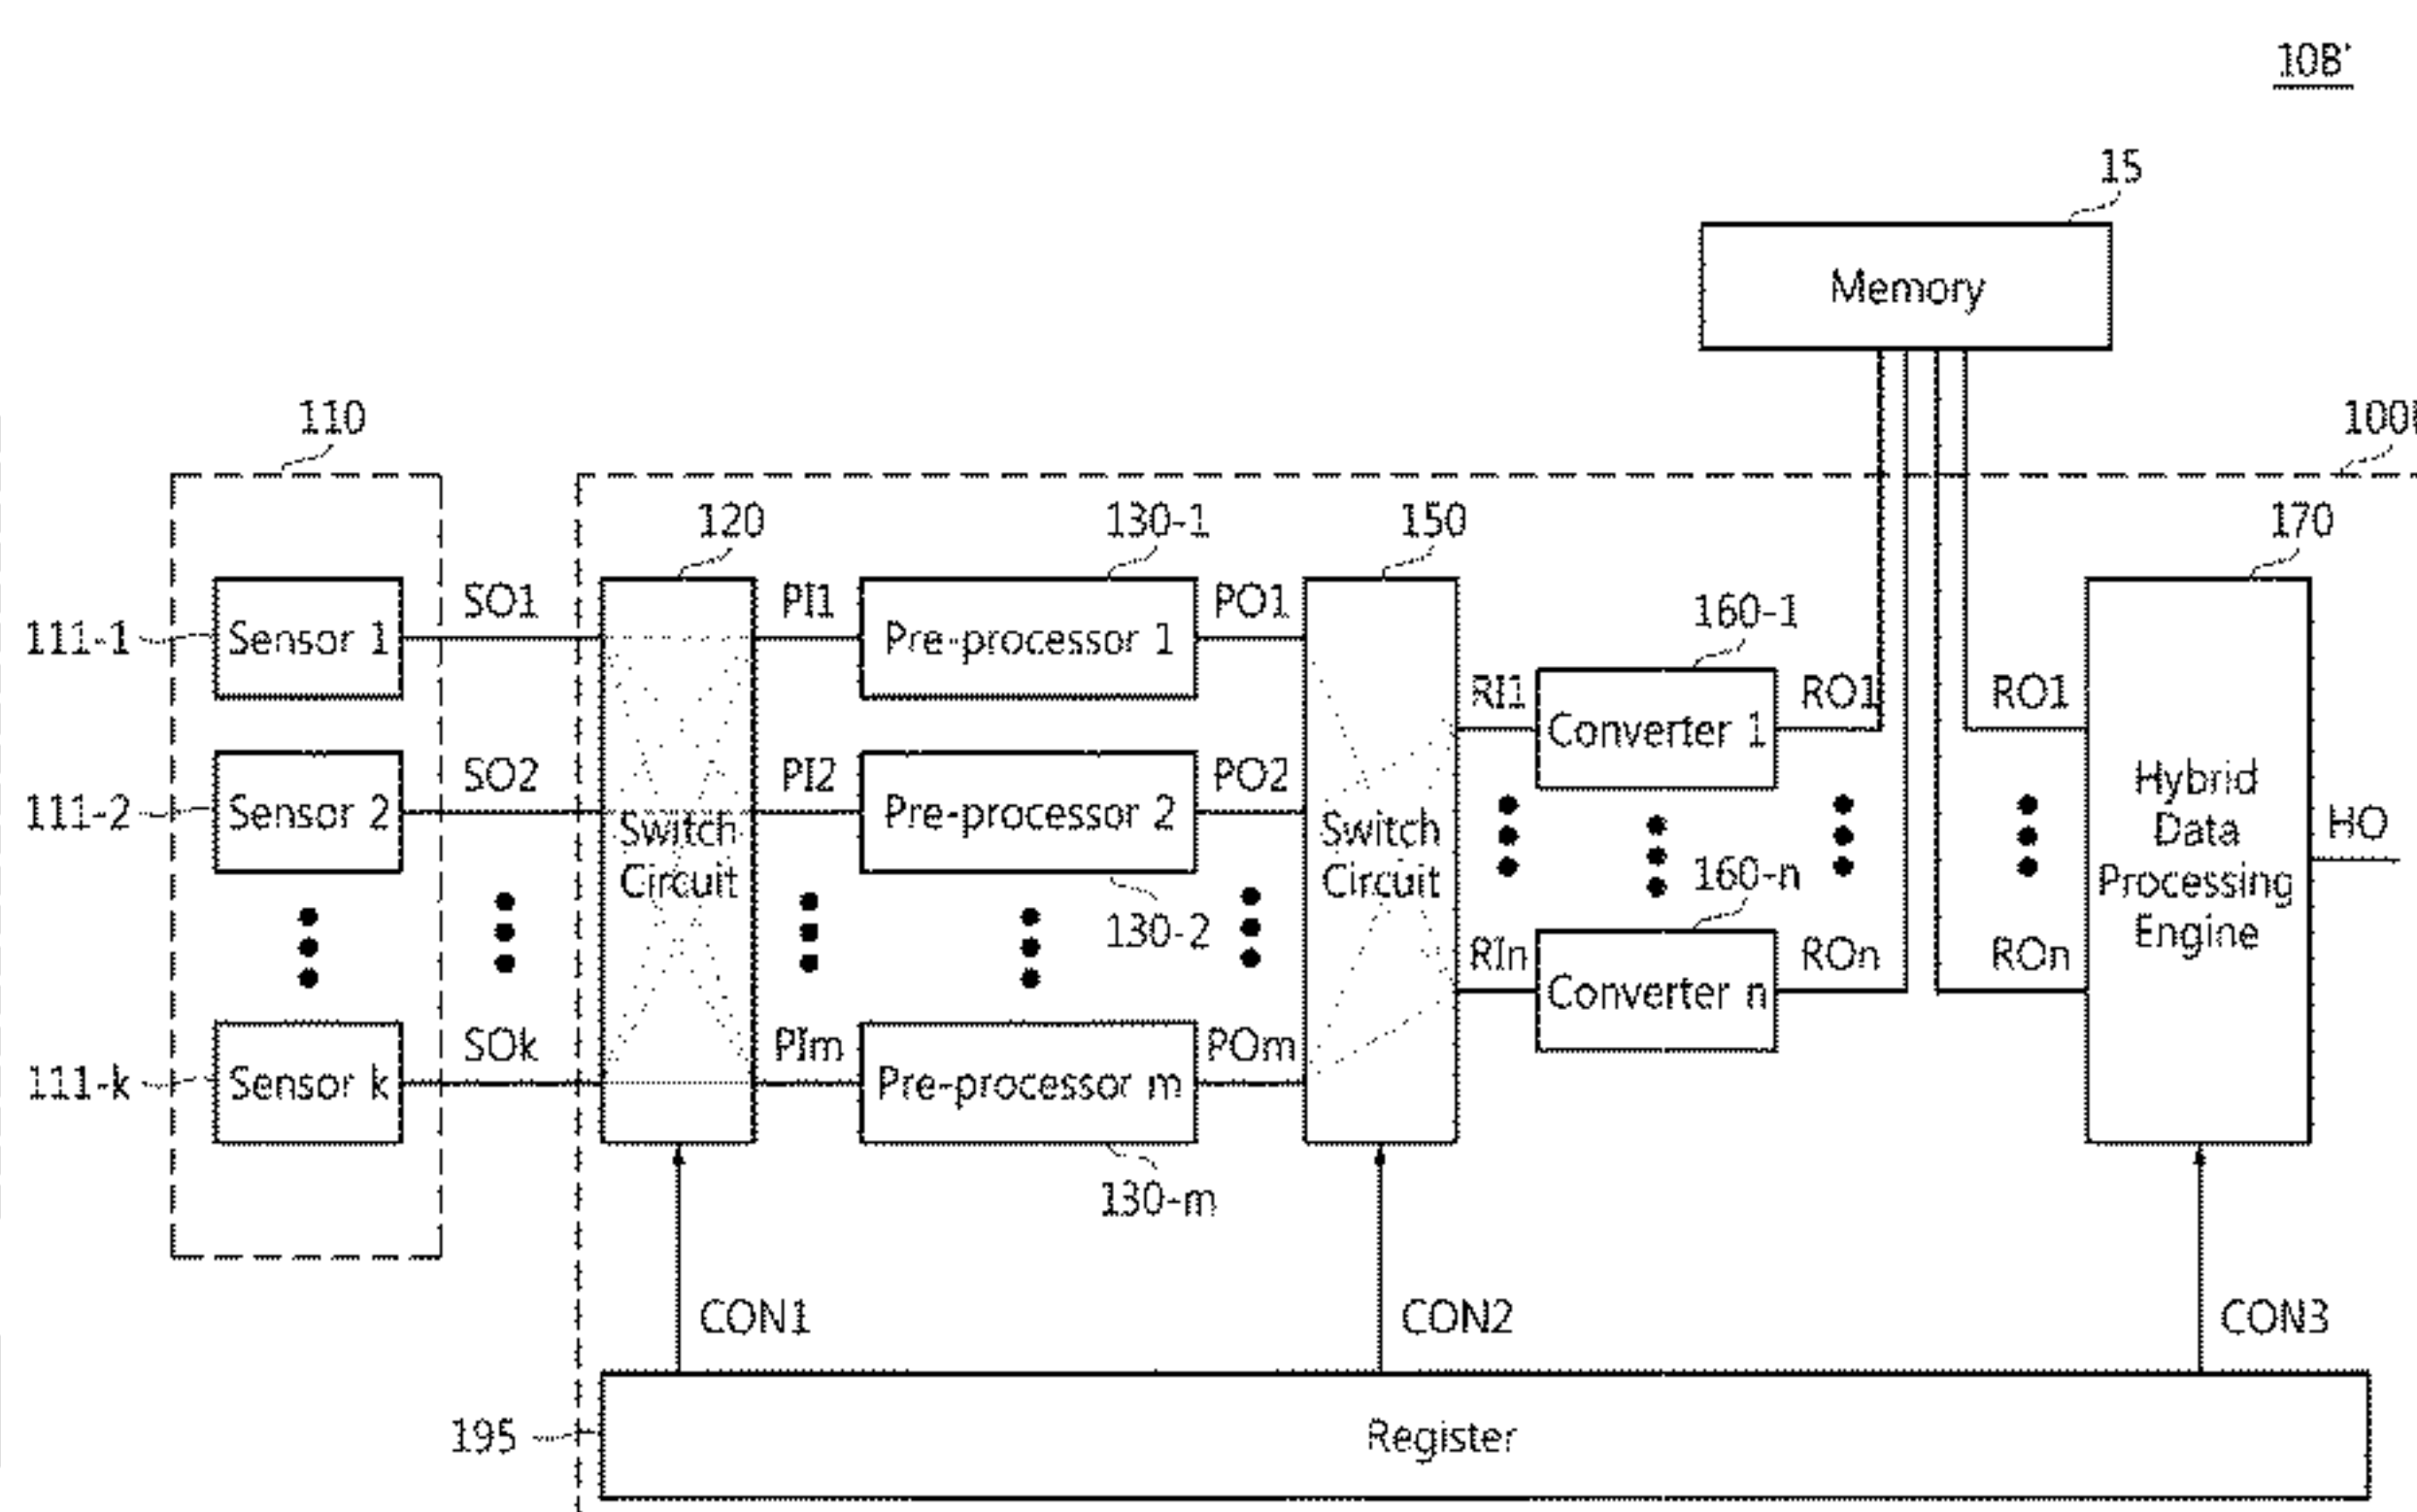 10B'
15
Memory
110
100B
120
130-1
150
170
SO1
PI1
PO1
160-1
111-1
Sensor 1
Pre-processor 1
RI1
RO1
RO1
Converter 1
SO2
PI2
PO2
111-2
Sensor 2
Pre-processor 2
Switch
Circuit
Switch
Circuit
Hybrid
Data
Processing
Engine
HO
130-2
160-n
RIn
ROn
ROn
Converter n
SOk
PIm
POm
111-k
Sensor k
Pre-processor m
130-m
CON1
CON2
CON3
195
Register